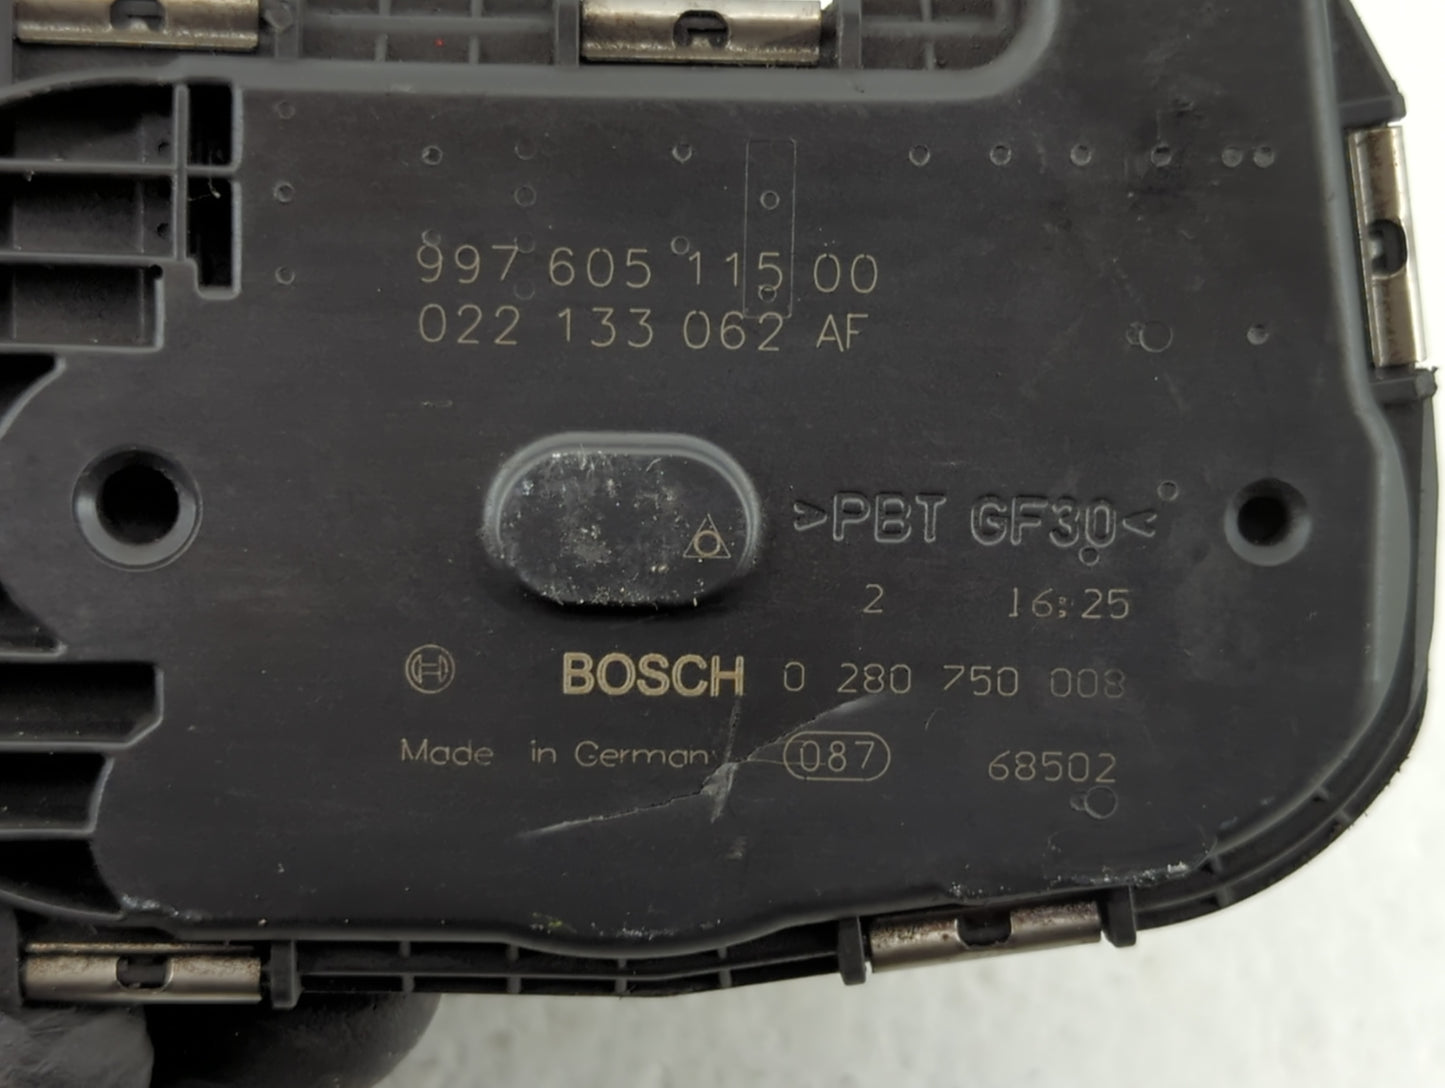 997 605 115 00
022 133 062 AF
>PBT GF30<
2 16:25
BOSCH 0 280 750 008
Made in Germany 087 68502